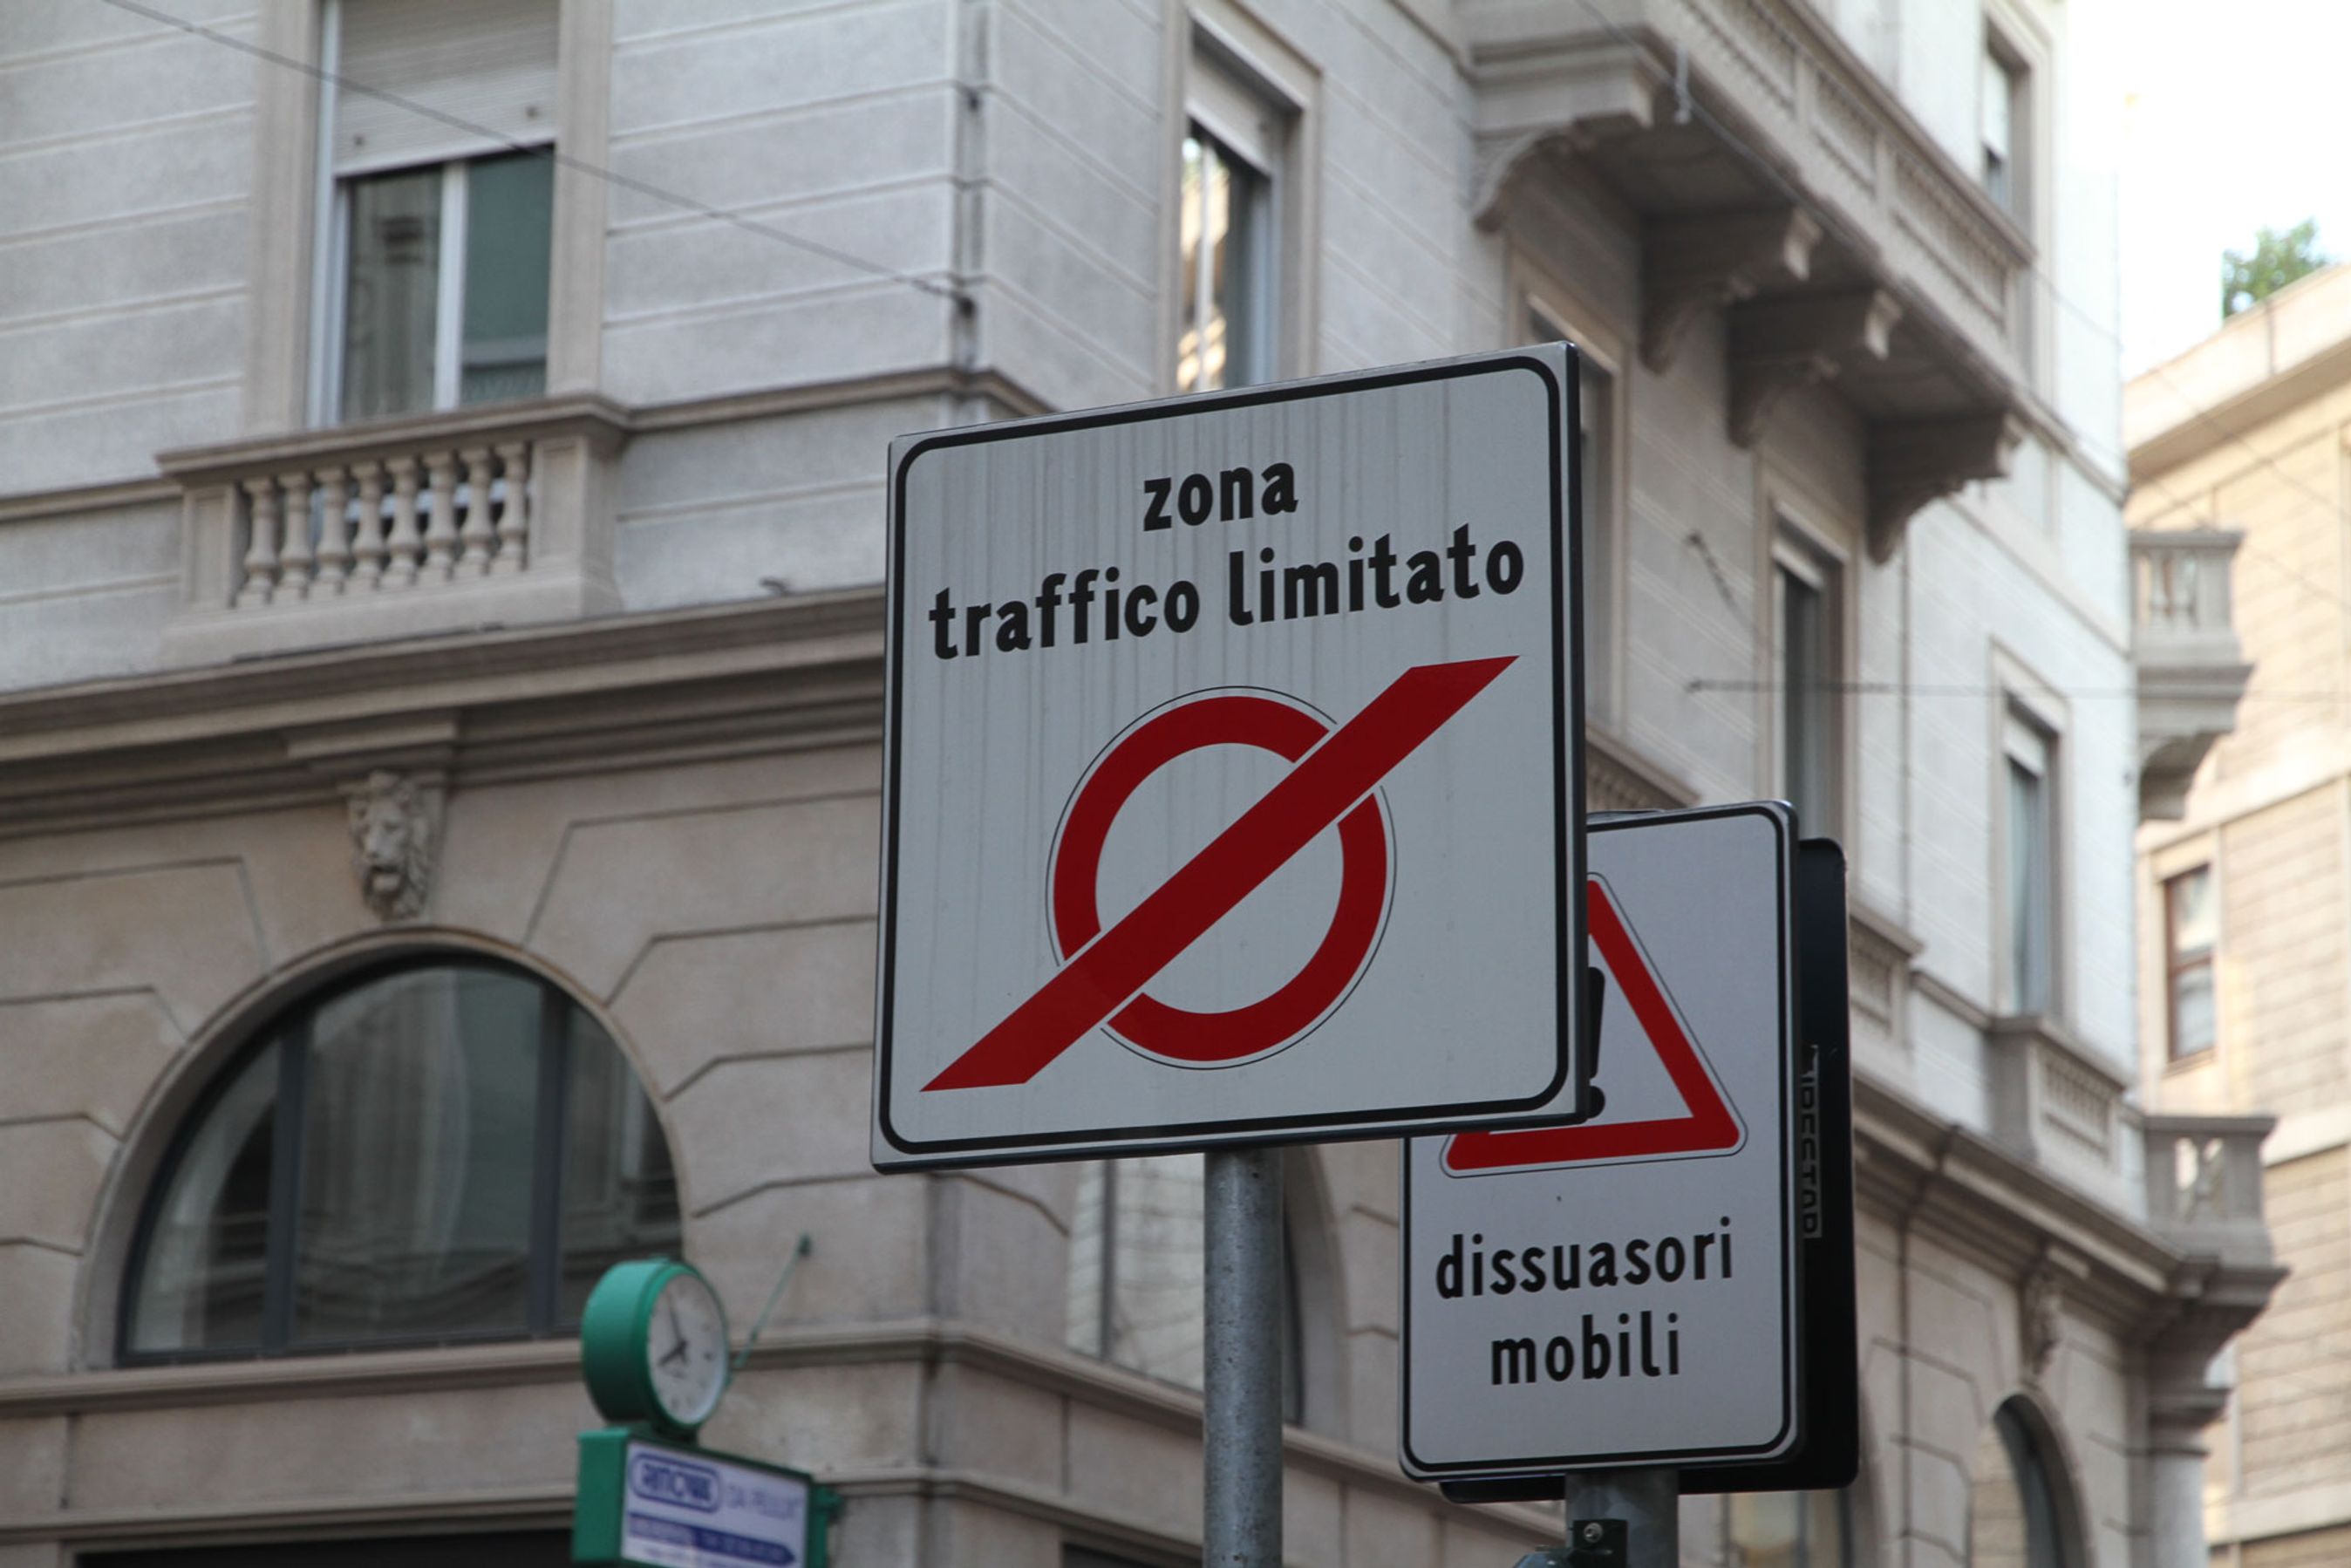 zona
traffico limitato
!
dissuasori
mobili